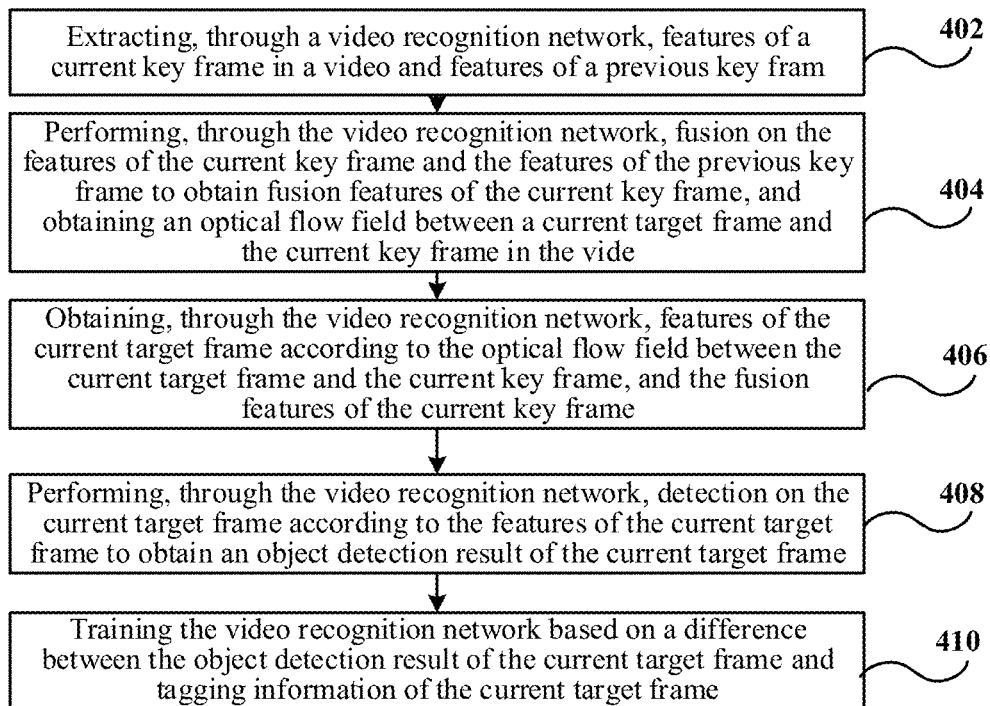 Extracting, through a video recognition network, features of a
current key frame in a video and features of a previous key fram
402
Performing, through the video recognition network, fusion on the
features of the current key frame and the features of the previous key
frame to obtain fusion features of the current key frame, and
obtaining an optical flow field between a current target frame and
the current key frame in the vide
404
Obtaining, through the video recognition network, features of the
current target frame according to the optical flow field between the
current target frame and the current key frame, and the fusion
features of the current key frame
406
Performing, through the video recognition network, detection on the
current target frame according to the features of the current target
frame to obtain an object detection result of the current target frame
408
Training the video recognition network based on a difference
between the object detection result of the current target frame and
tagging information of the current target frame
410